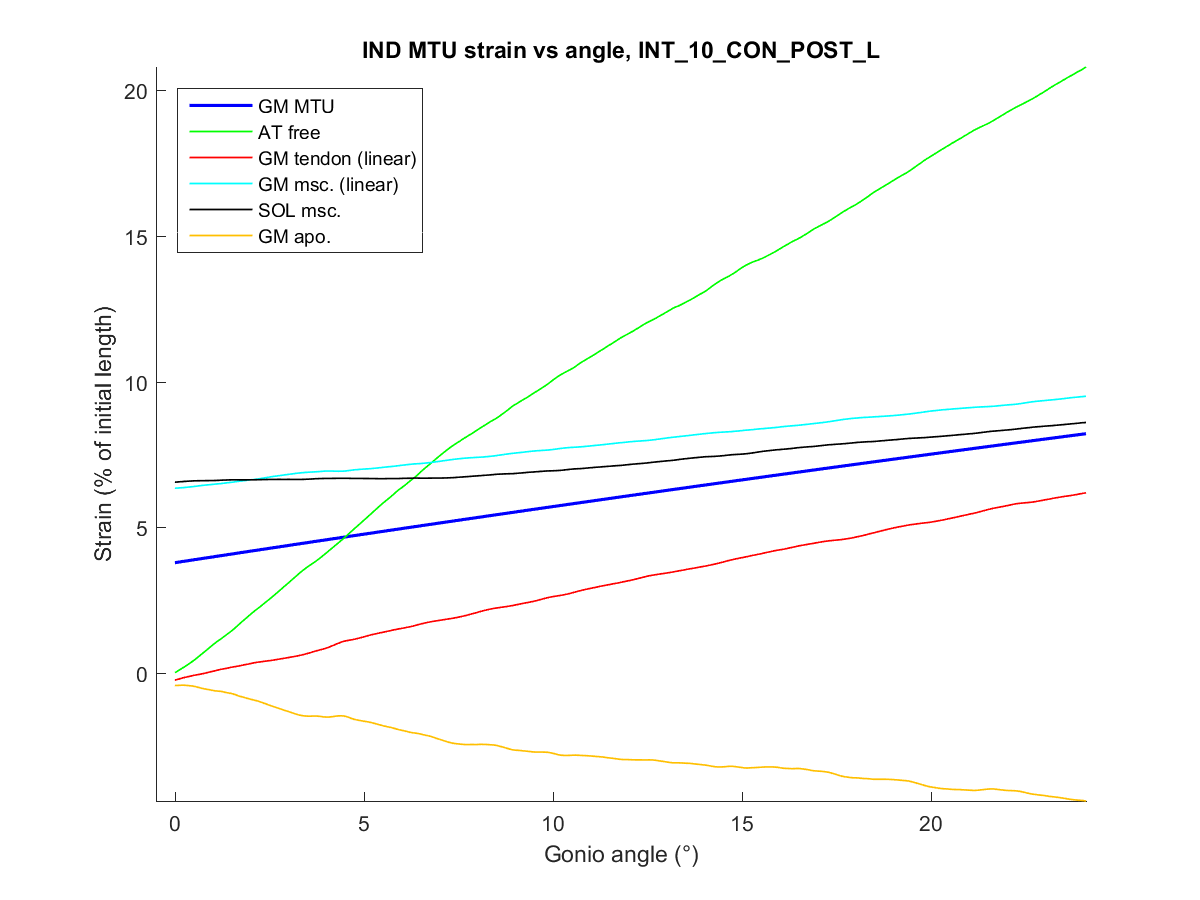 IND MTU strain vs angle, INT_10_CON_POST_L
GM MTU
AT free
GM tendon (linear)
GM msc. (linear)
SOL msc.
GM apo.
20
15
10
5
0
Strain (% of initial length)
0 5 10 15 20
Gonio angle (°)